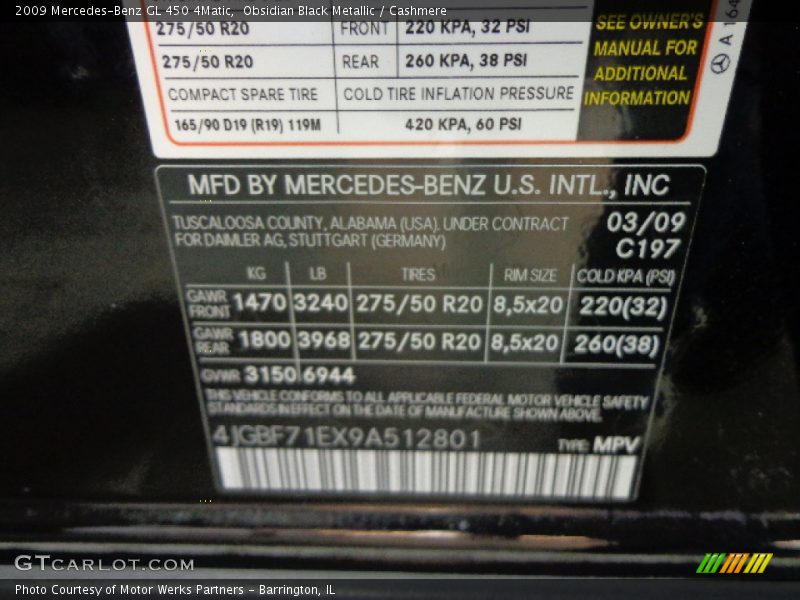 2009 Mercedes-Benz GL 450 4Matic, Obsidian Black Metallic / Cashmere
275/50 R20 FRONT 220 KPA, 32 PSI
275/50 R20 REAR 260 KPA, 38 PSI
COMPACT SPARE TIRE COLD TIRE INFLATION PRESSURE
165/90 D19 (R19) 119M 420 KPA, 60 PSI
SEE OWNER'S
MANUAL FOR
ADDITIONAL
INFORMATION
A 164
MFD BY MERCEDES-BENZ U.S. INTL., INC
TUSCALOOSA COUNTY, ALABAMA (USA). UNDER CONTRACT
FOR DAIMLER AG, STUTTGART (GERMANY)
03/09
C197
KG LB TIRES RIM SIZE COLD KPA (PSI)
GAWR FRONT 1470 3240 275/50 R20 8,5x20 220(32)
GAWR REAR 1800 3968 275/50 R20 8,5x20 260(38)
GVWR 3150 6944
THIS VEHICLE CONFORMS TO ALL APPLICABLE FEDERAL MOTOR VEHICLE SAFETY
STANDARDS IN EFFECT ON THE DATE OF MANUFACTURE SHOWN ABOVE.
4JGBF71EX9A512801 TYPE: MPV
GTCARLOT.COM
Photo Courtesy of Motor Werks Partners - Barrington, IL